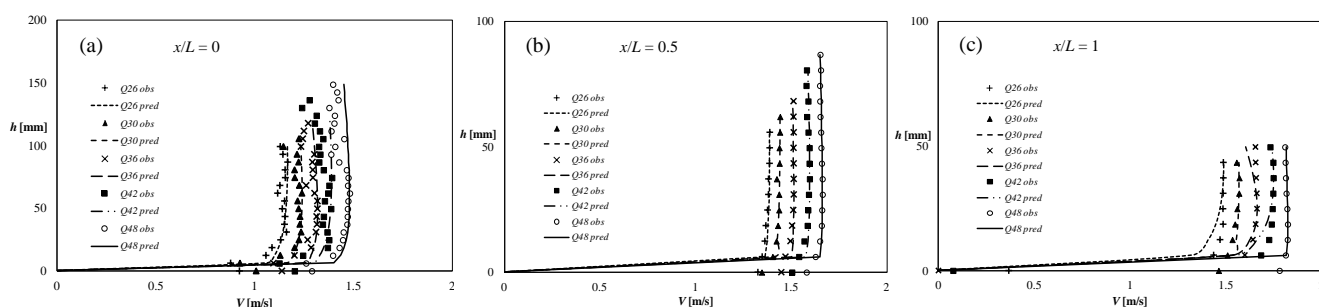 (a)
x/L = 0
200
150
100
50
0
h [mm]
Q26 obs
Q26 pred
Q30 obs
Q30 pred
Q36 obs
Q36 pred
Q42 obs
Q42 pred
Q48 obs
Q48 pred
0
0.5
1
1.5
2
V [m/s]
(b)
x/L = 0.5
100
50
0
h [mm]
Q26 obs
Q26 pred
Q30 obs
Q30 pred
Q36 obs
Q36 pred
Q42 obs
Q42 pred
Q48 obs
Q48 pred
0
0.5
1
1.5
2
V [m/s]
(c)
x/L = 1
100
50
0
h [mm]
Q26 obs
Q26 pred
Q30 obs
Q30 pred
Q36 obs
Q36 pred
Q42 obs
Q42 pred
Q48 obs
Q48 pred
0
0.5
1
1.5
2
V [m/s]